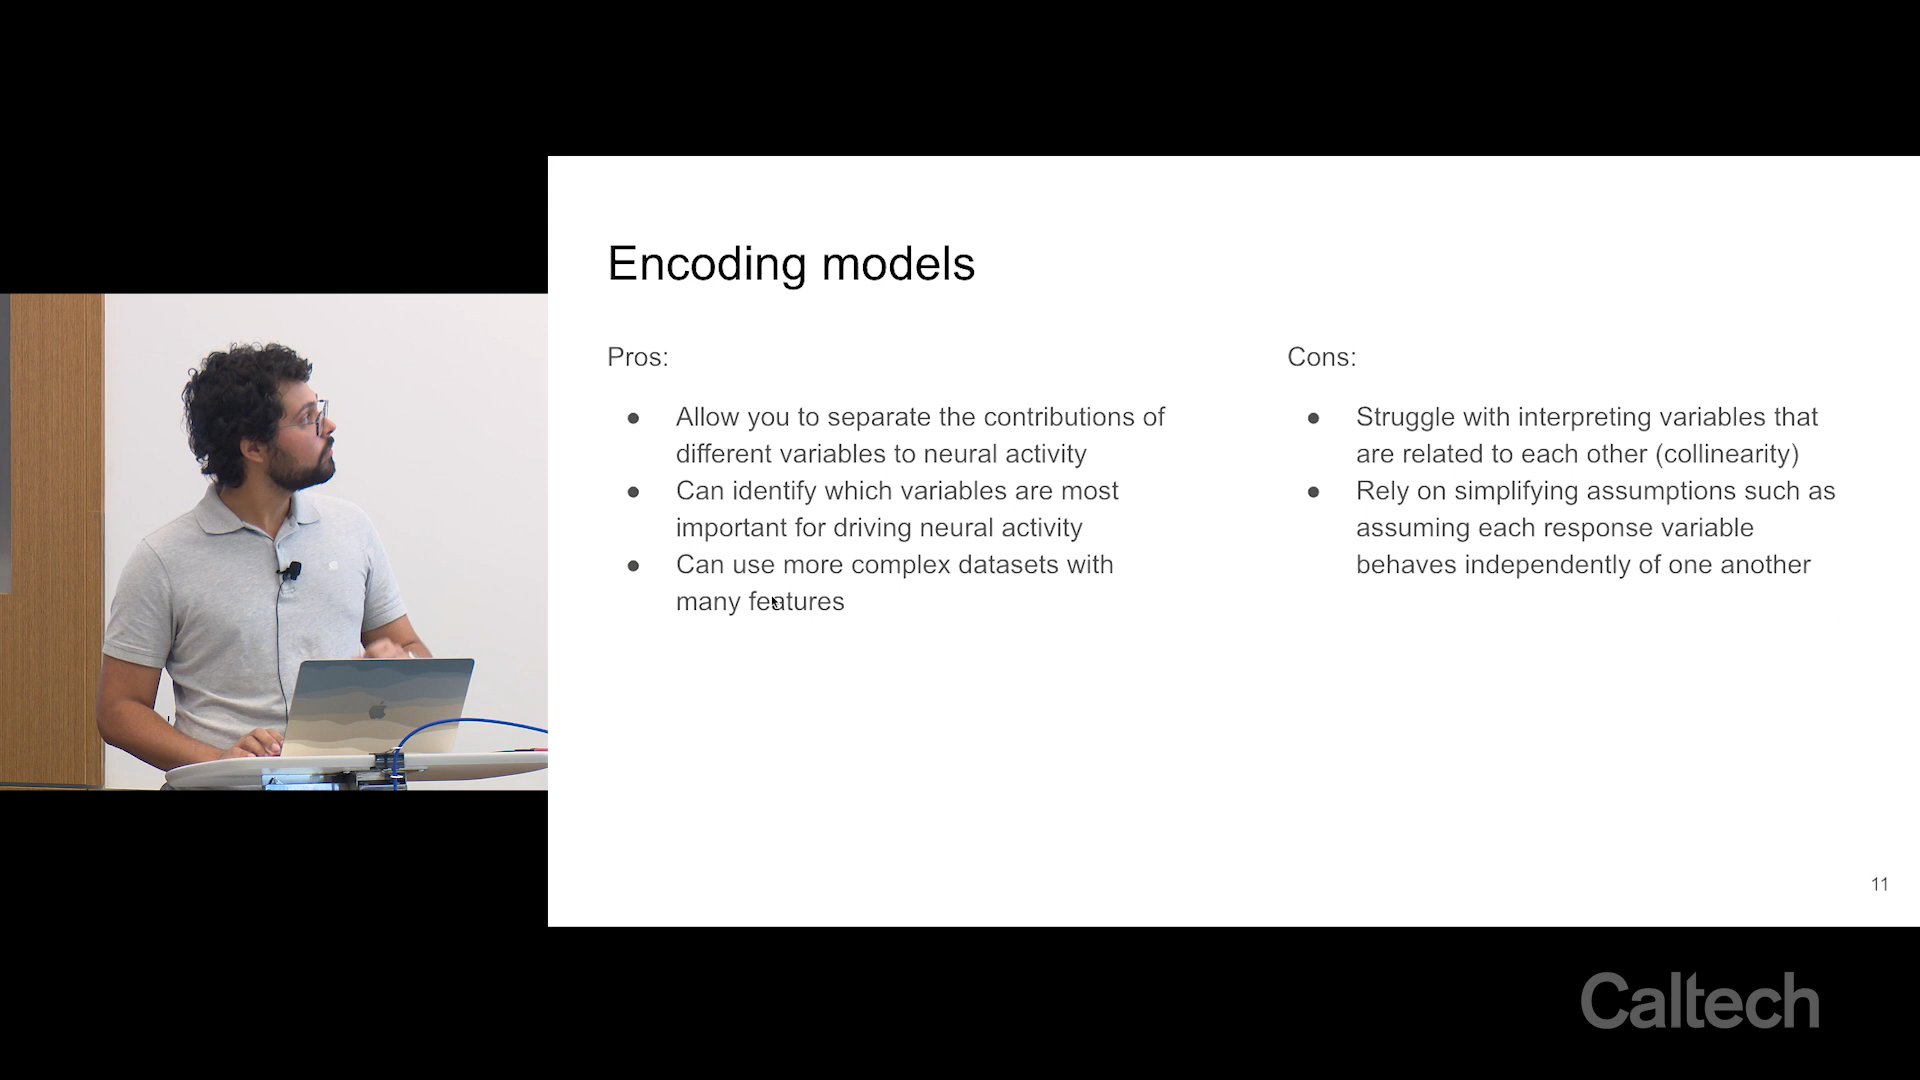 Encoding models
Pros:
● Allow you to separate the contributions of
different variables to neural activity
● Can identify which variables are most
important for driving neural activity
● Can use more complex datasets with
many features
Cons:
● Struggle with interpreting variables that
are related to each other (collinearity)
● Rely on simplifying assumptions such as
assuming each response variable
behaves independently of one another
11
Caltech